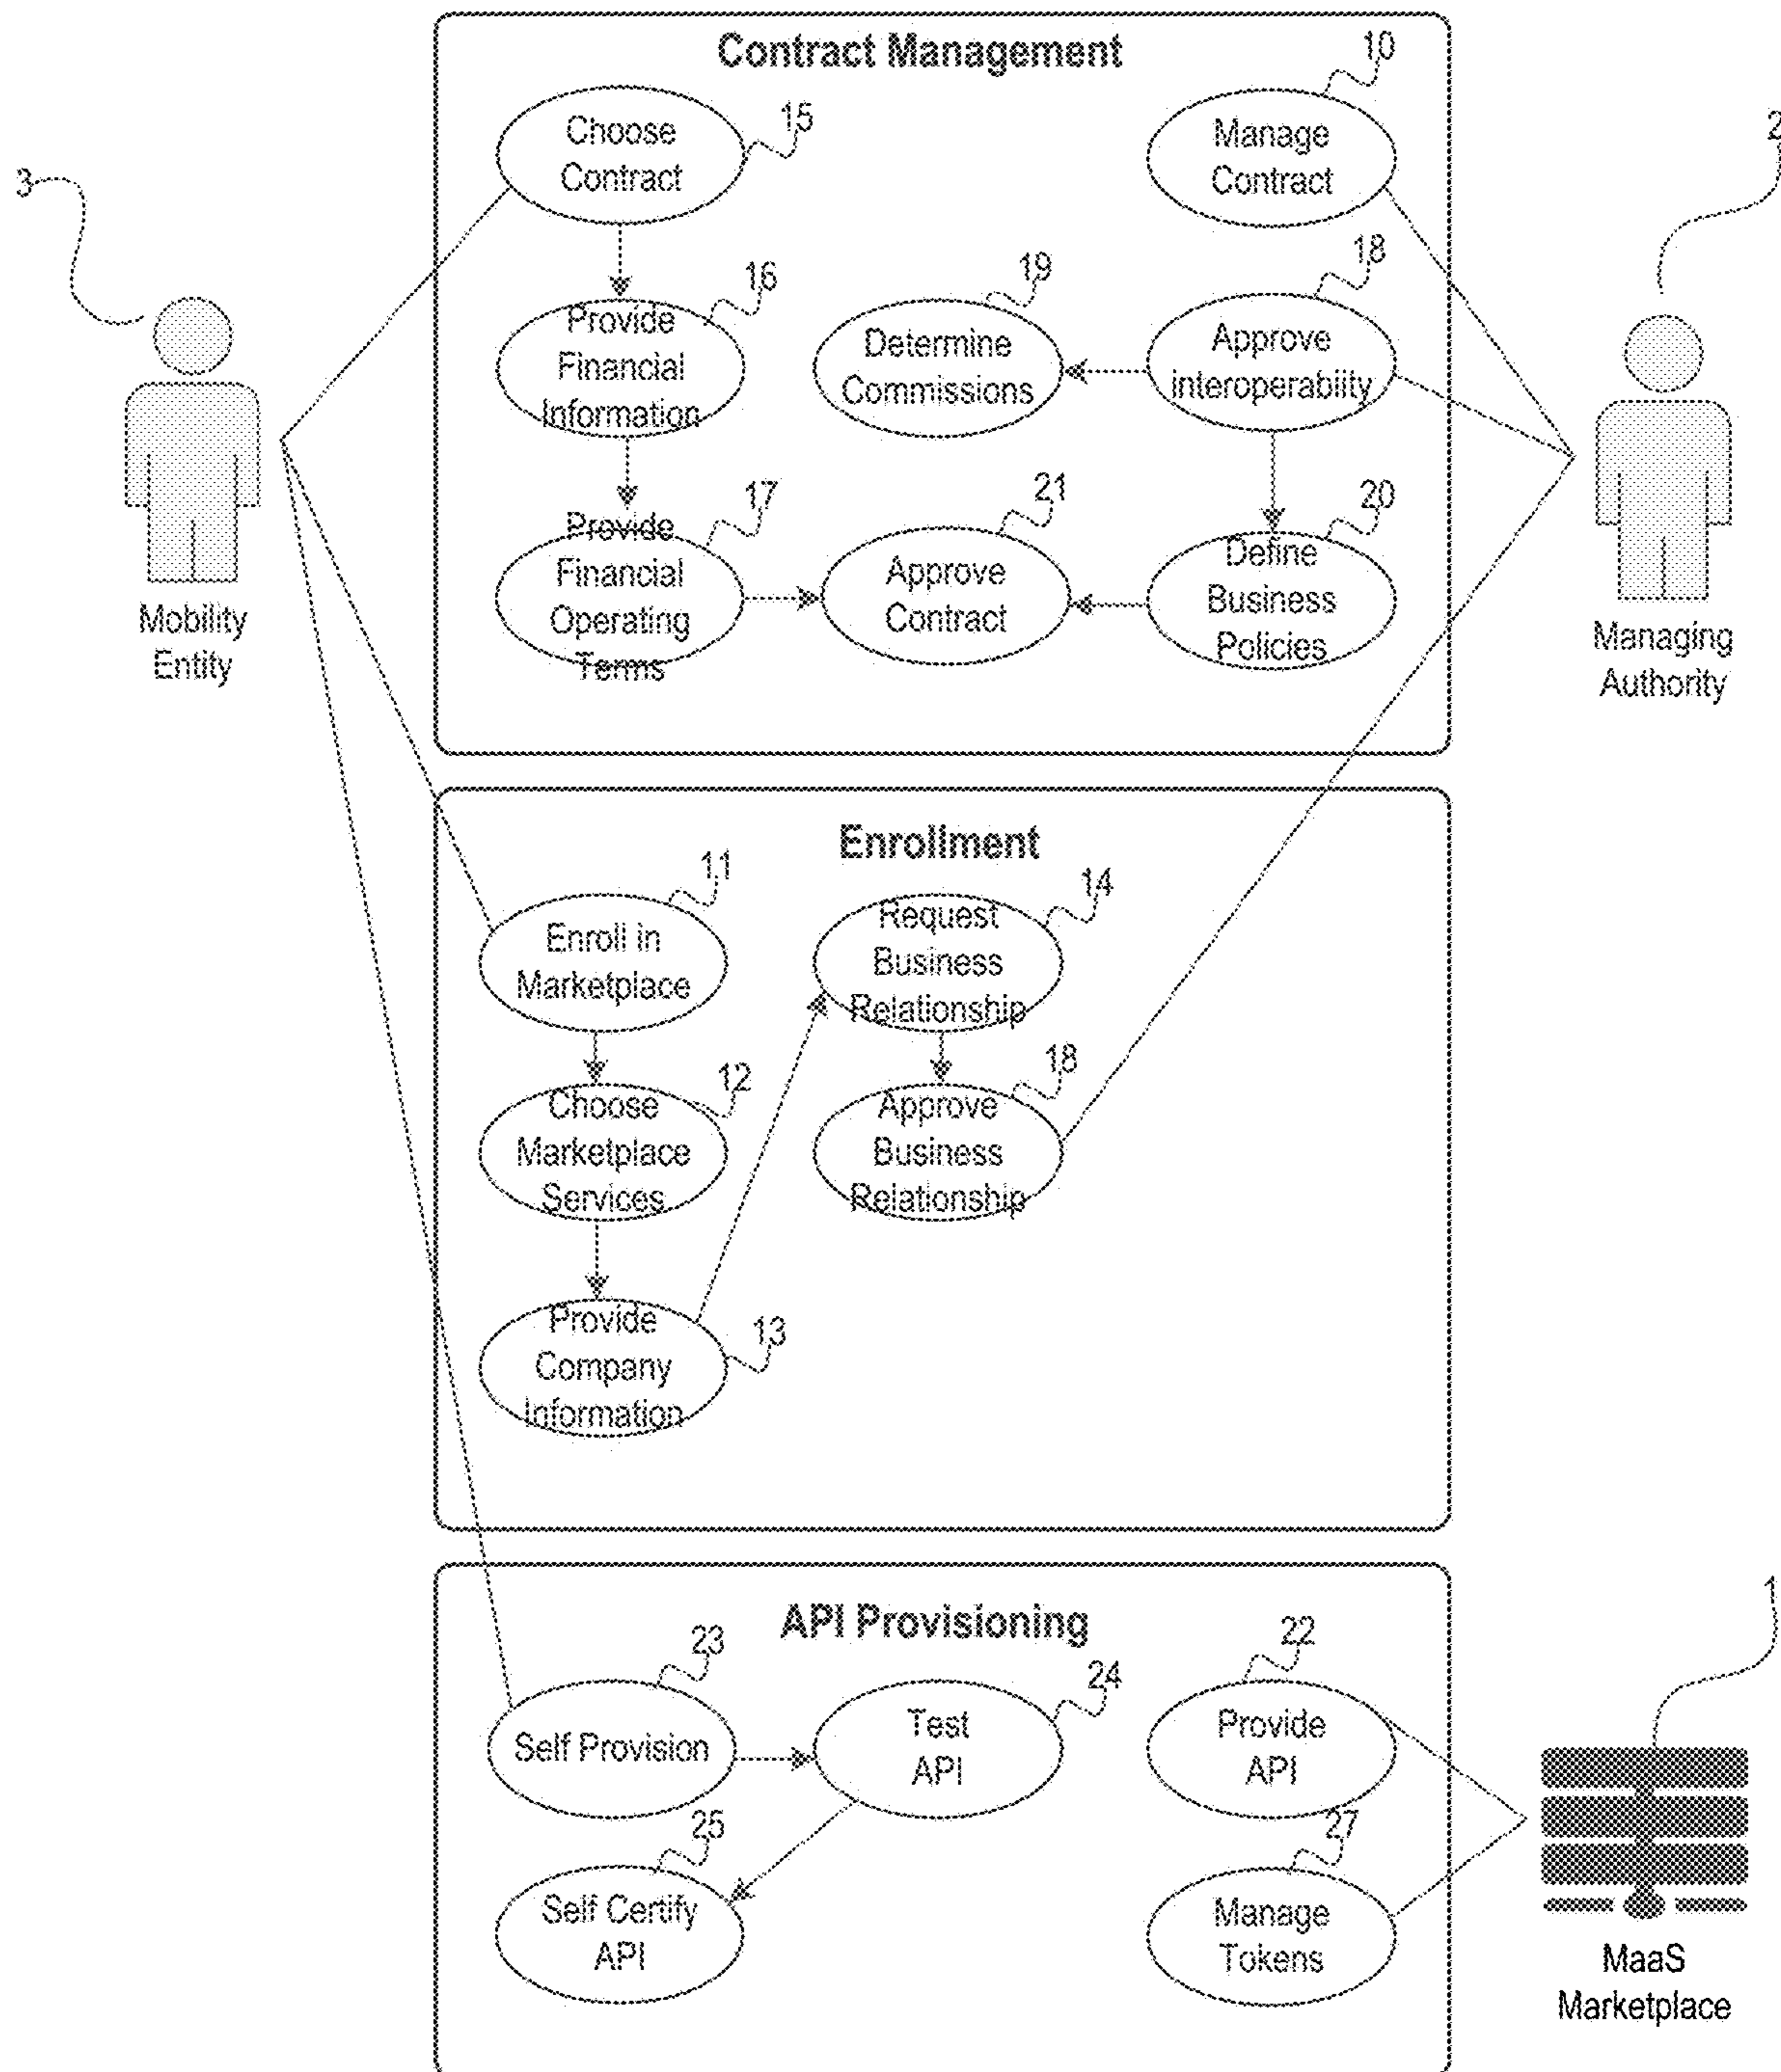 Contract Management
10
Choose
Contract
15
Manage
Contract
2
3
16
19
18
Provide
Financial
Information
Determine
Commissions
Approve
interoperabiity
17
21
20
Provide
Financial
Operating
Terms
Approve
Contract
Define
Business
Policies
Mobility
Entity
Managing
Authority
Enrollment
11
14
Enroll in
Marketplace
Request
Business
Relationship
12
18
Choose
Marketplace
Services
Approve
Business
Relationship
13
Provide
Company
Information
1
API Provisioning
23
24
22
Self Provision
Test
API
Provide
API
25
27
Self Certify
API
Manage
Tokens
MaaS
Marketplace